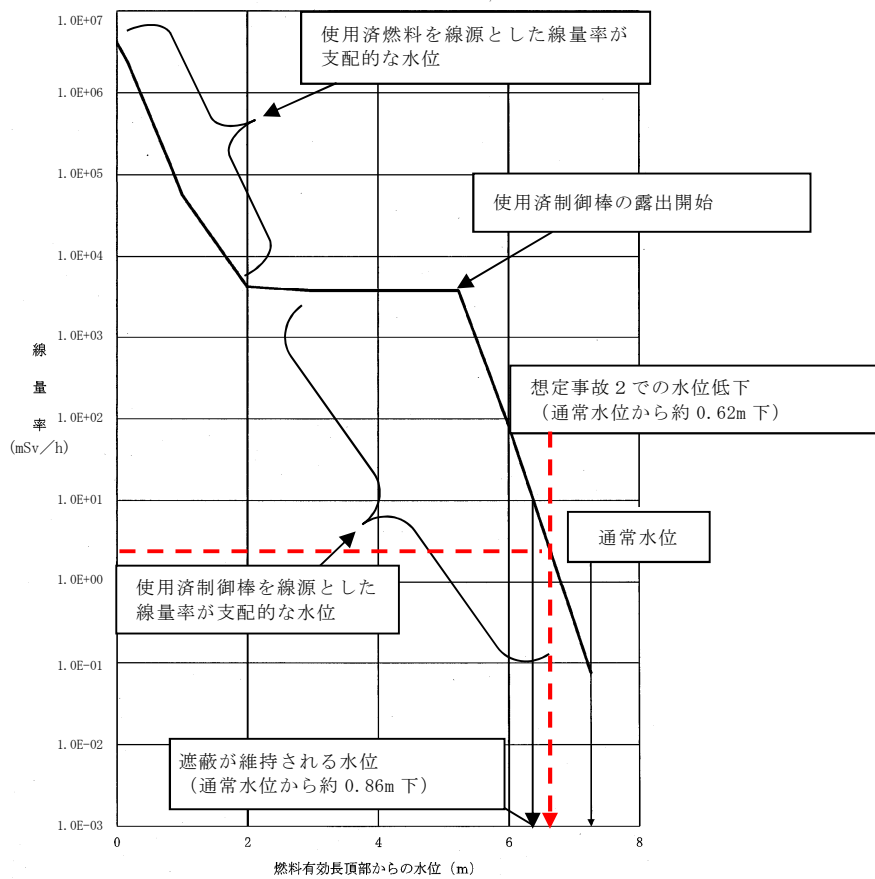 1.0E+07
使用済燃料を線源とした線量率が
支配的な水位
1.0E+06
1.0E+05
使用済制御棒の露出開始
1.0E+04
1.0E+03
線
量
率
(mSv／h)
想定事故２での水位低下
（通常水位から約 0.62m 下）
1.0E+02
1.0E+01
通常水位
1.0E+00
使用済制御棒を線源とした
線量率が支配的な水位
1.0E-01
1.0E-02
遮蔽が維持される水位
（通常水位から約 0.86m 下）
1.0E-03
0 2 4 6 8
燃料有効長頂部からの水位（m）